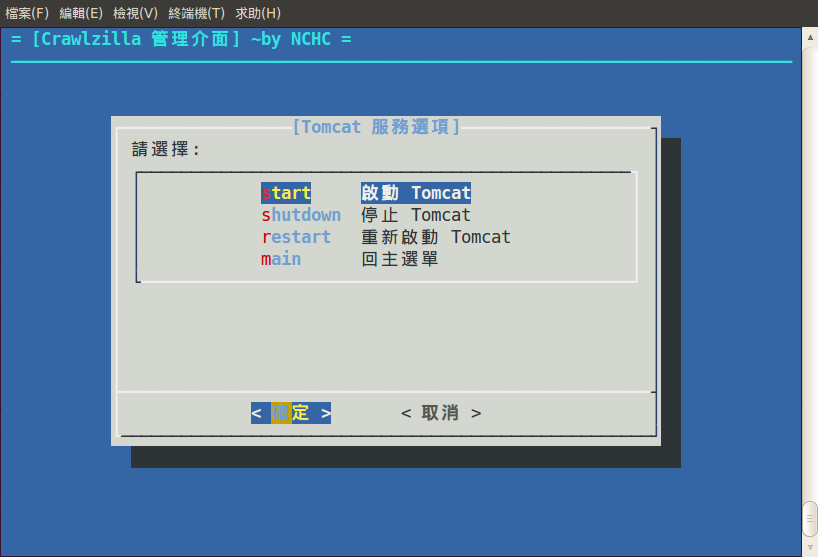 檔案(F) 編輯(E) 檢視(V) 終端機(T) 求助(H)
= [Crawlzilla 管理介面] ~by NCHC =
[Tomcat 服務選項]
請選擇:
start 啟動 Tomcat
shutdown 停止 Tomcat
restart 重新啟動 Tomcat
main 回主選單
< 確定 > < 取消 >